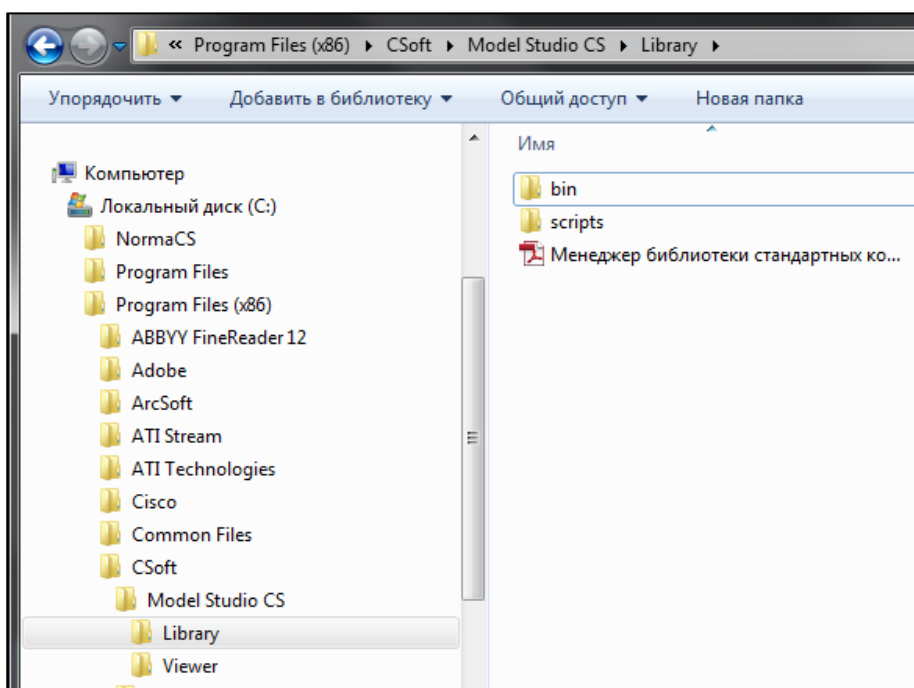 « Program Files (x86) ▸ CSoft ▸ Model Studio CS ▸ Library ▸
Упорядочить ▼ Добавить в библиотеку ▼ Общий доступ ▼ Новая папка
Компьютер
Локальный диск (C:)
NormaCS
Program Files
Program Files (x86)
ABBYY FineReader 12
Adobe
ArcSoft
ATI Stream
ATI Technologies
Cisco
Common Files
CSoft
Model Studio CS
Library
Viewer
Имя
bin
scripts
Менеджер библиотеки стандартных ко...